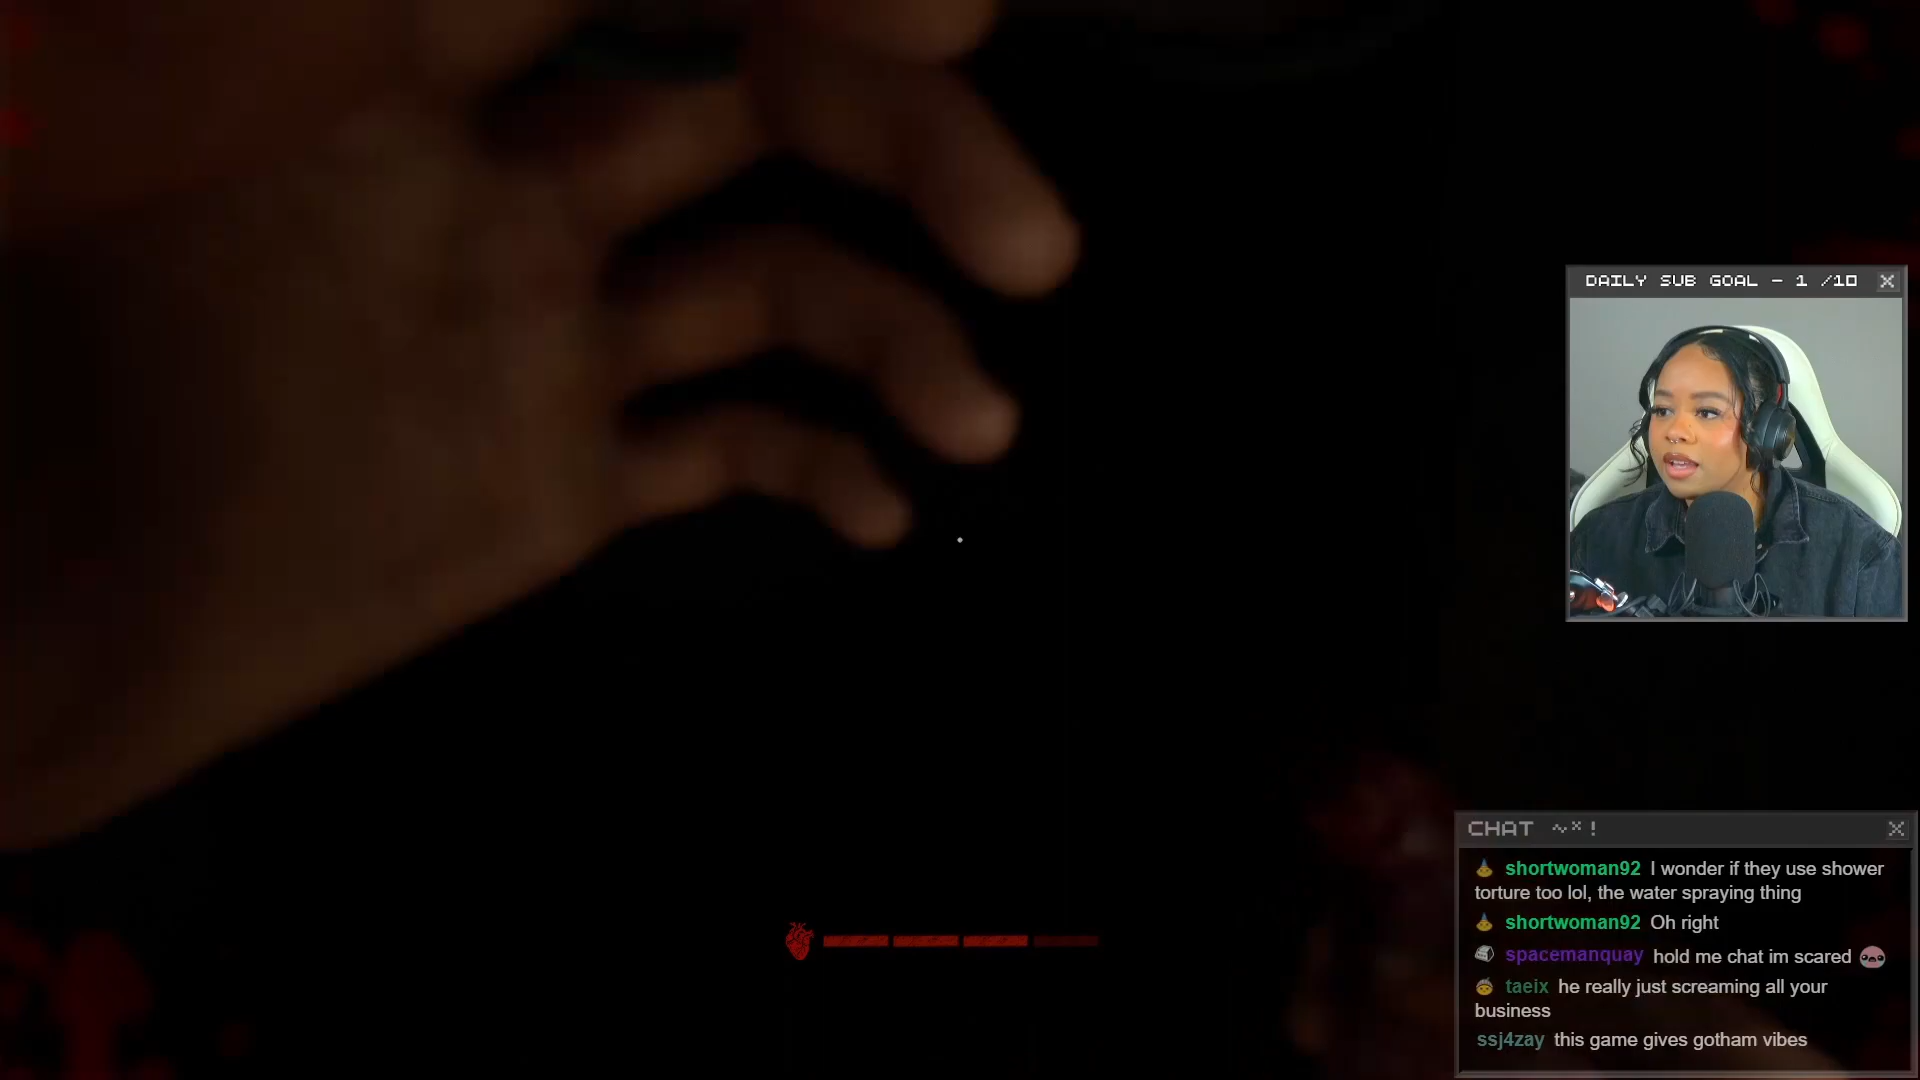 DAILY SUB GOAL - 1 /10
CHAT ~* !
shortwoman92 I wonder if they use shower
torture too lol, the water spraying thing
shortwoman92 Oh right
spacemanquay hold me chat im scared
taeix he really just screaming all your
business
ssj4zay this game gives gotham vibes